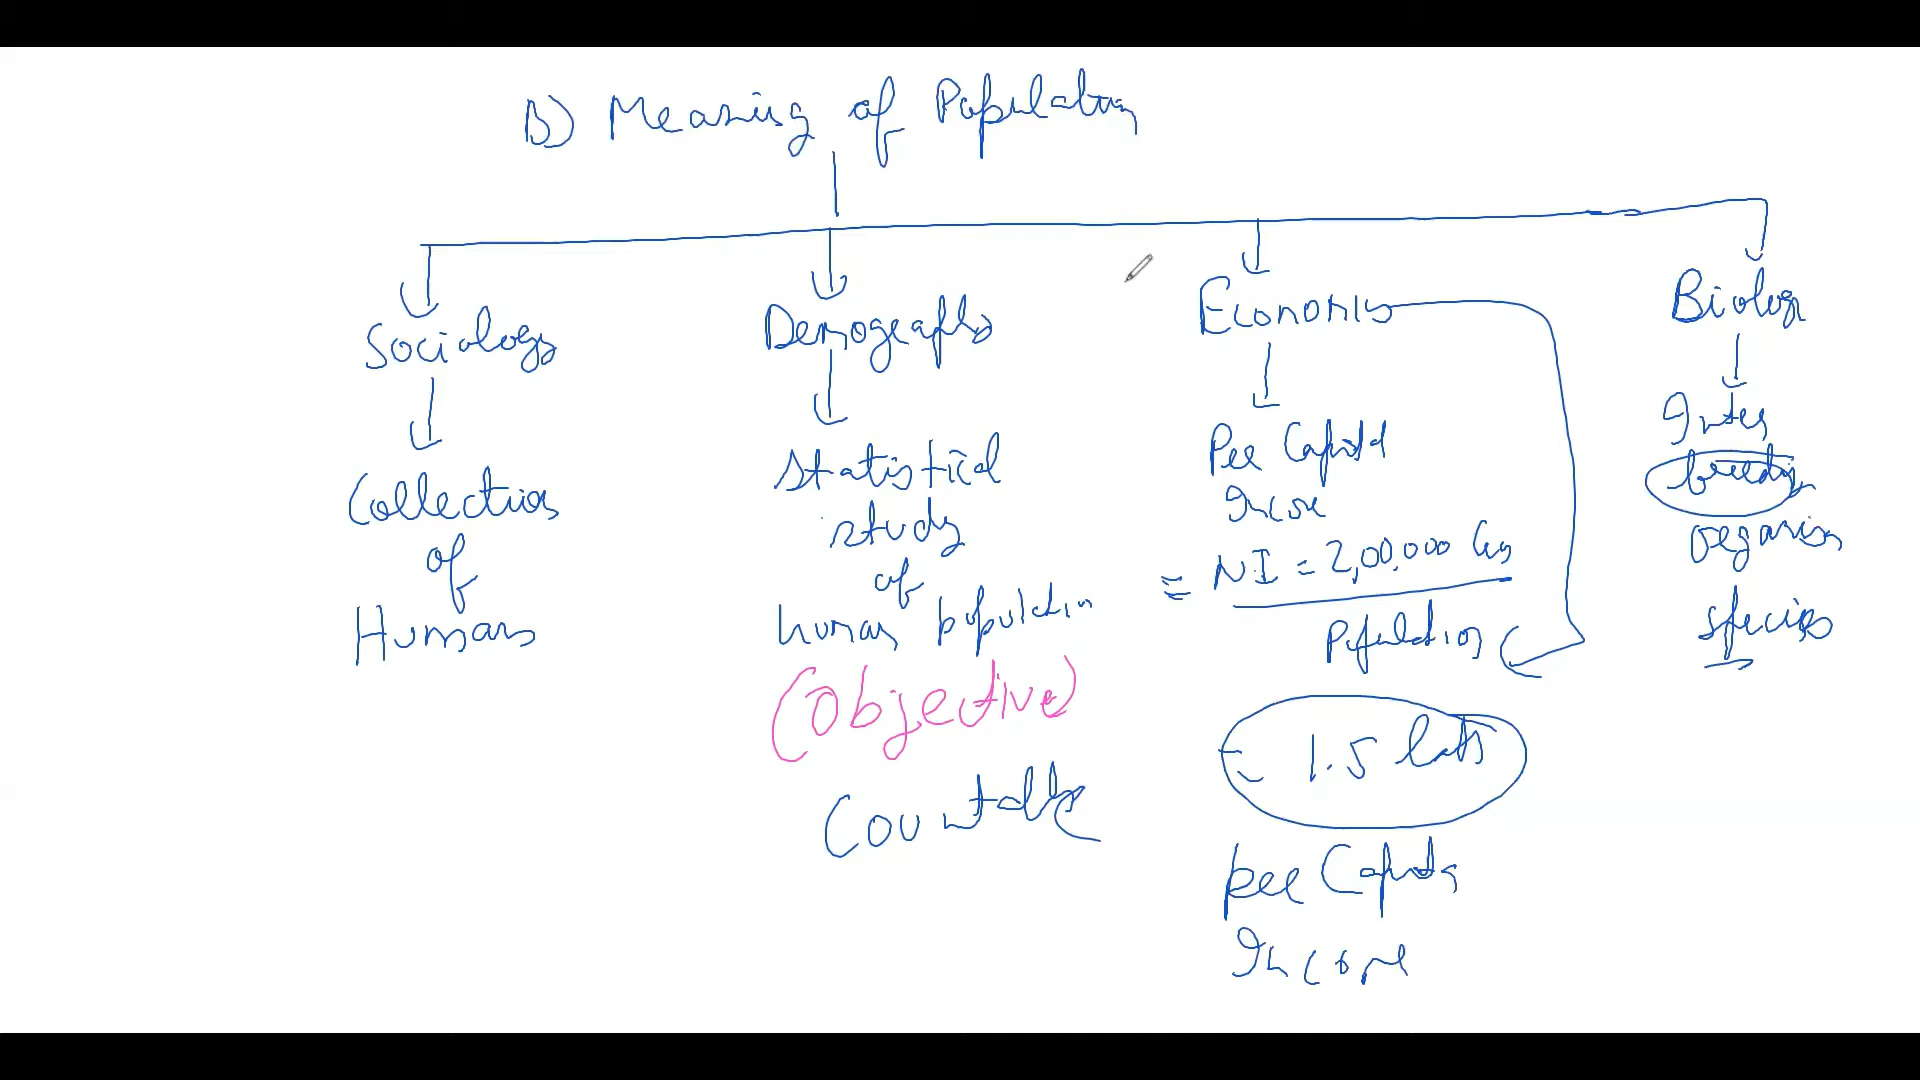 B) Meaning of Population
Sociology
Collection
of
Humans
Demography
Statistical
study
of
human population
(Objective)
Countable
Economics
Per Capita
Income
= NI = 2,00,000 Crs
Population
= 1.5 lakh
per Capita
Income
Biology
Inter
breeding
organism
species